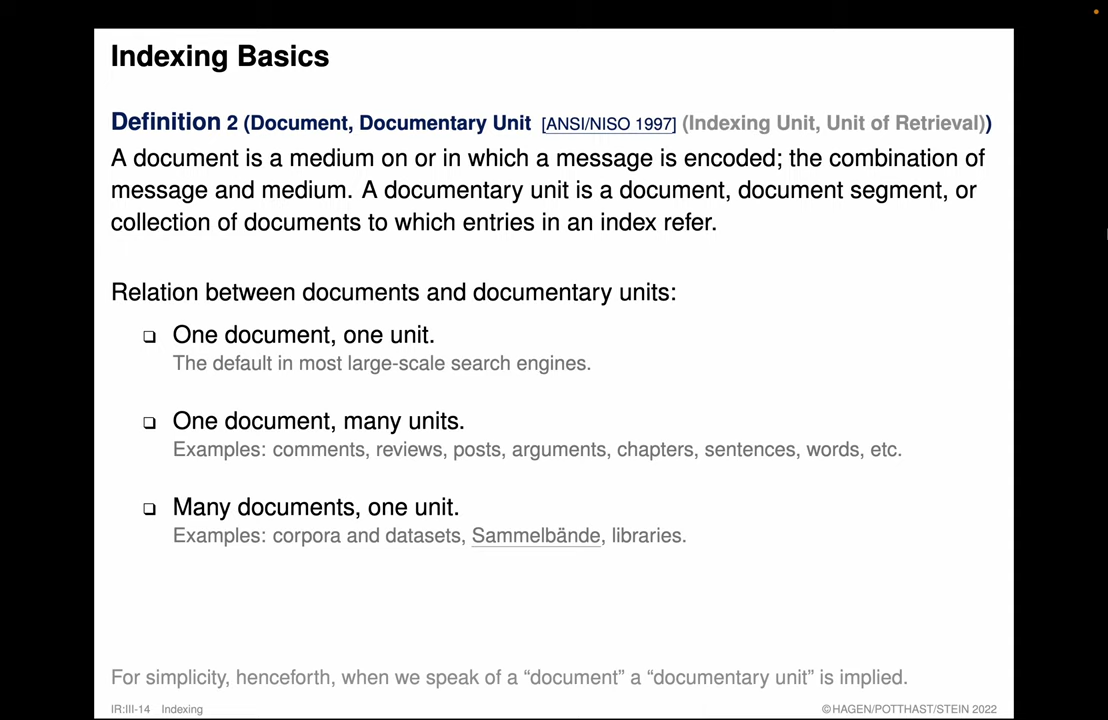 Indexing Basics
Definition 2 (Document, Documentary Unit [ANSI/NISO 1997] (Indexing Unit, Unit of Retrieval))
A document is a medium on or in which a message is encoded; the combination of
message and medium. A documentary unit is a document, document segment, or
collection of documents to which entries in an index refer.
Relation between documents and documentary units:
❏ One document, one unit.
The default in most large-scale search engines.
❏ One document, many units.
Examples: comments, reviews, posts, arguments, chapters, sentences, words, etc.
❏ Many documents, one unit.
Examples: corpora and datasets, Sammelbände, libraries.
For simplicity, henceforth, when we speak of a “document” a “documentary unit” is implied.
IR:III-14 Indexing
©HAGEN/POTTHAST/STEIN 2022